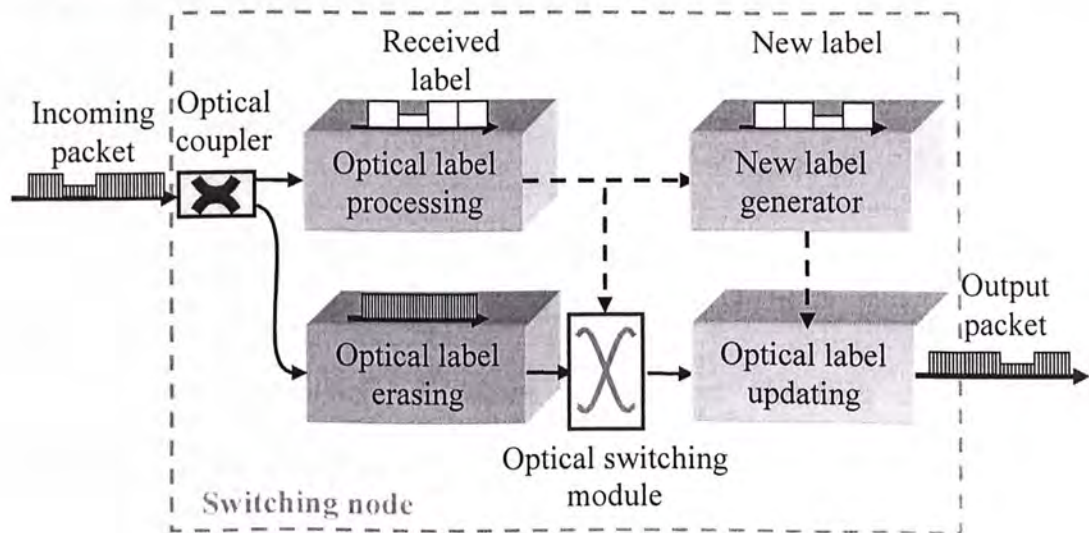 Received
label
New label
Incoming
packet
Optical
coupler
Optical label
processing
New label
generator
Output
packet
Optical label
erasing
Optical label
updating
Optical switching
module
Switching node